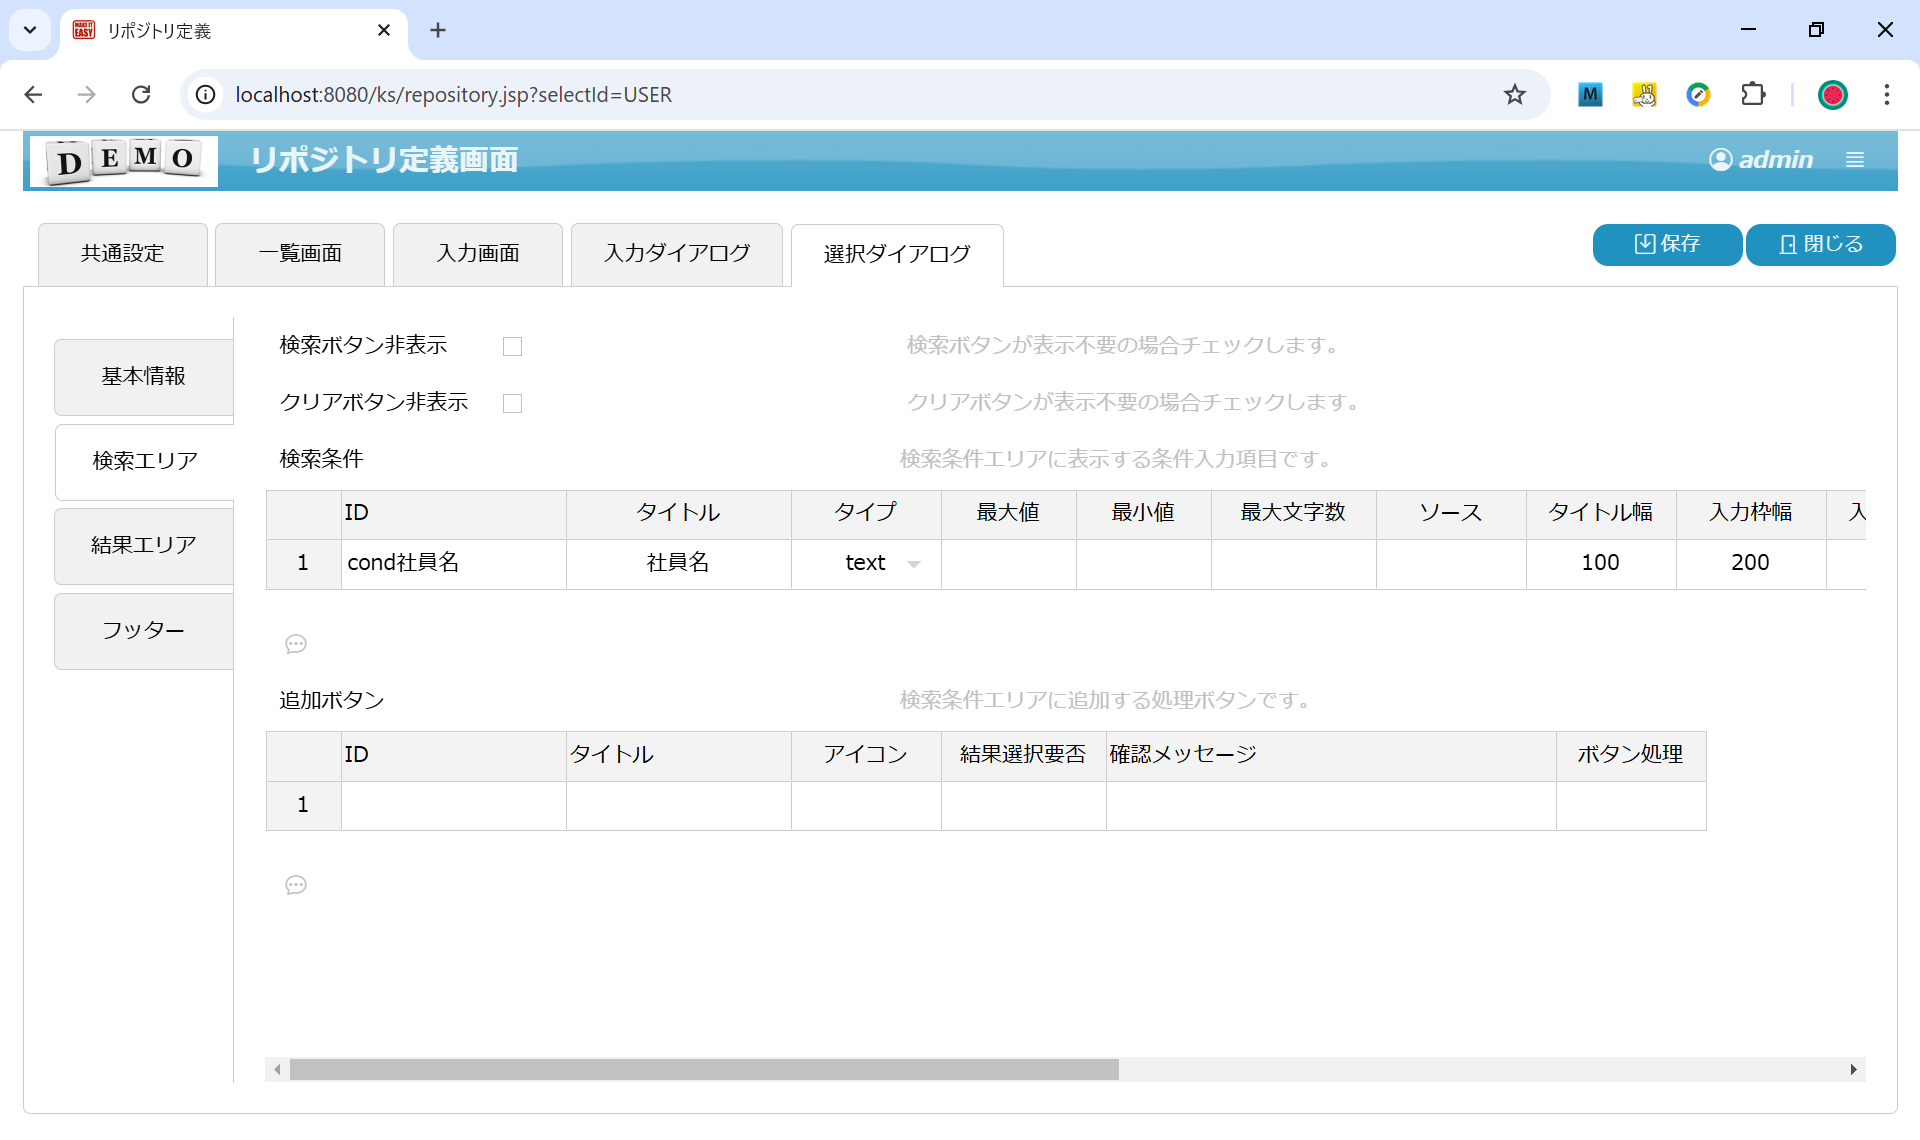 リポジトリ定義
localhost:8080/ks/repository.jsp?selectId=USER
DEMO
リポジトリ定義画面
admin
共通設定
一覧画面
入力画面
入力ダイアログ
選択ダイアログ
保存
閉じる
基本情報
検索エリア
結果エリア
フッター
検索ボタン非表示
検索ボタンが表示不要の場合チェックします。
クリアボタン非表示
クリアボタンが表示不要の場合チェックします。
検索条件
検索条件エリアに表示する条件入力項目です。
ID タイトル タイプ 最大値 最小値 最大文字数 ソース タイトル幅 入力枠幅 入
1 cond社員名 社員名 text 100 200
追加ボタン
検索条件エリアに追加する処理ボタンです。
ID タイトル アイコン 結果選択要否 確認メッセージ ボタン処理
1